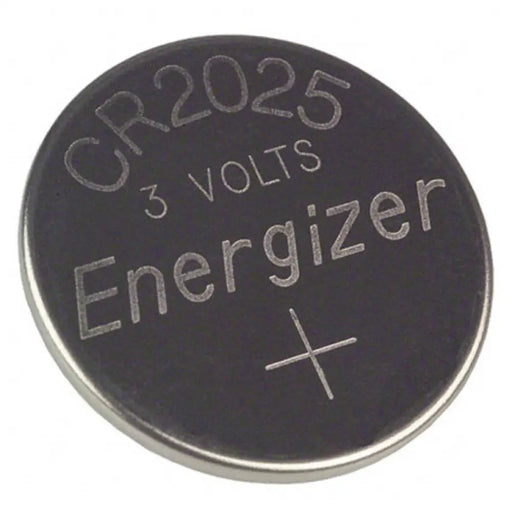 CR2025
3 VOLTS
Energizer
+